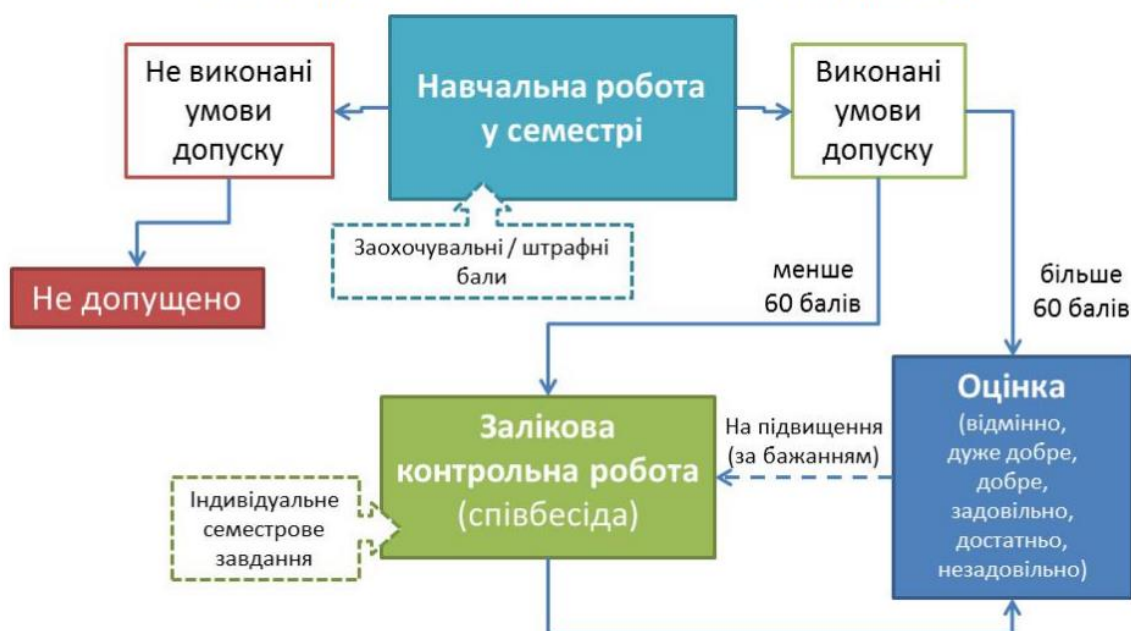 Не виконані
умови
допуску
Навчальна робота
у семестрі
Виконані
умови
допуску
Заохочувальні / штрафні
бали
Не допущено
менше
60 балів
більше
60 балів
Залікова
контрольна робота
(співбесіда)
На підвищення
(за бажанням)
Оцінка
(відмінно,
дуже добре,
добре,
задовільно,
достатньо,
незадовільно)
Індивідуальне
семестрове
завдання